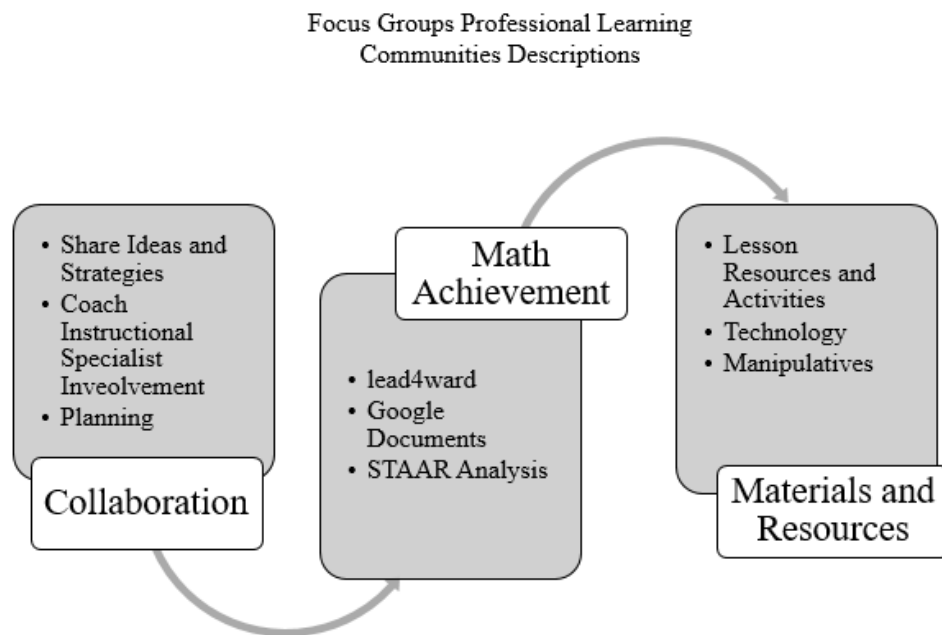 Focus Groups Professional Learning
Communities Descriptions
• Share Ideas and
Strategies
• Coach
Instructional
Specialist
Inveolvement
• Planning
Collaboration
Math
Achievement
• lead4ward
• Google
Documents
• STAAR Analysis
• Lesson
Resources and
Activities
• Technology
• Manipulatives
Materials and
Resources